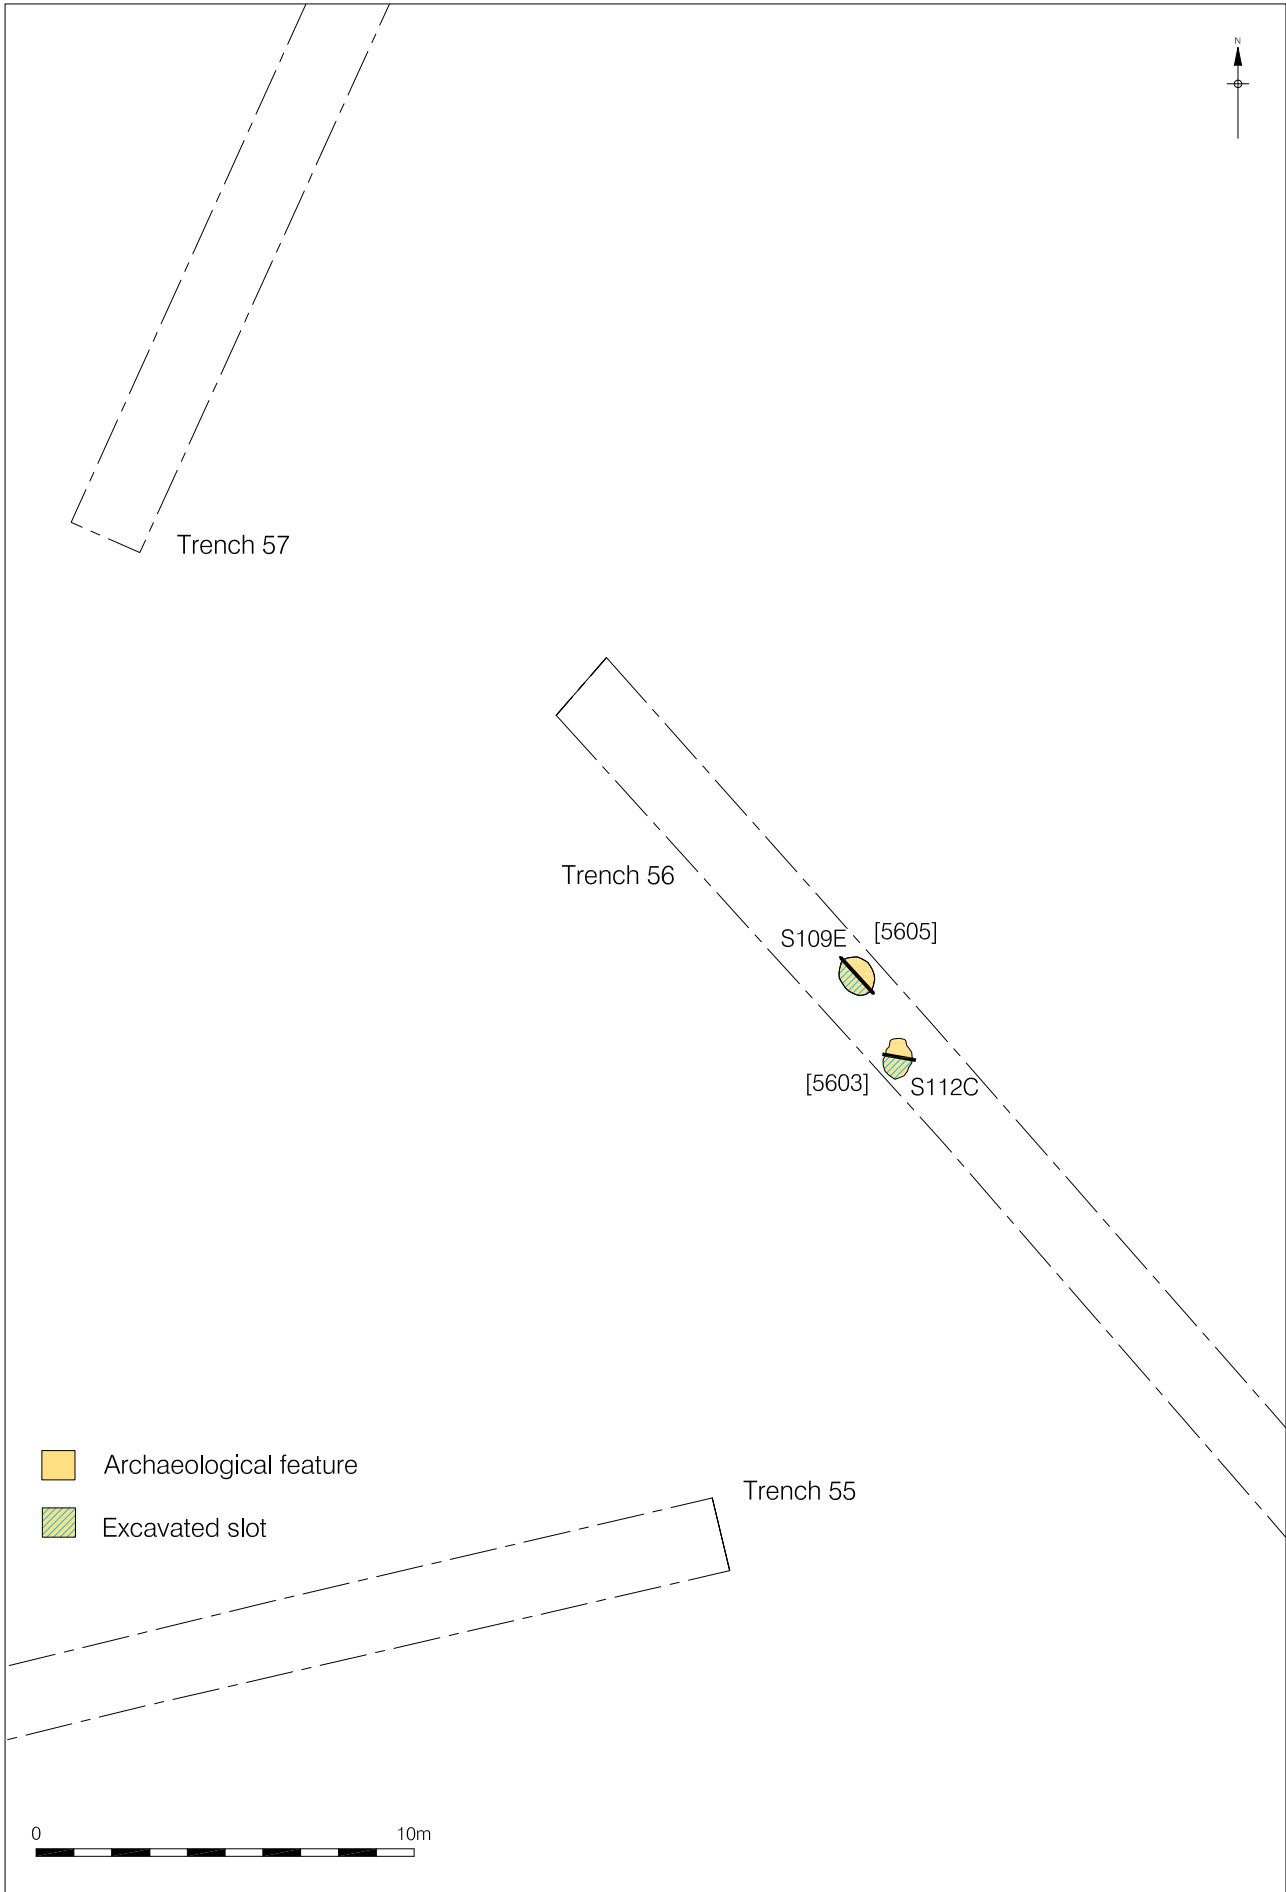 N
Trench 57
Trench 56
S109E
[5605]
[5603]
S112C
Archaeological feature
Excavated slot
Trench 55
0
10m